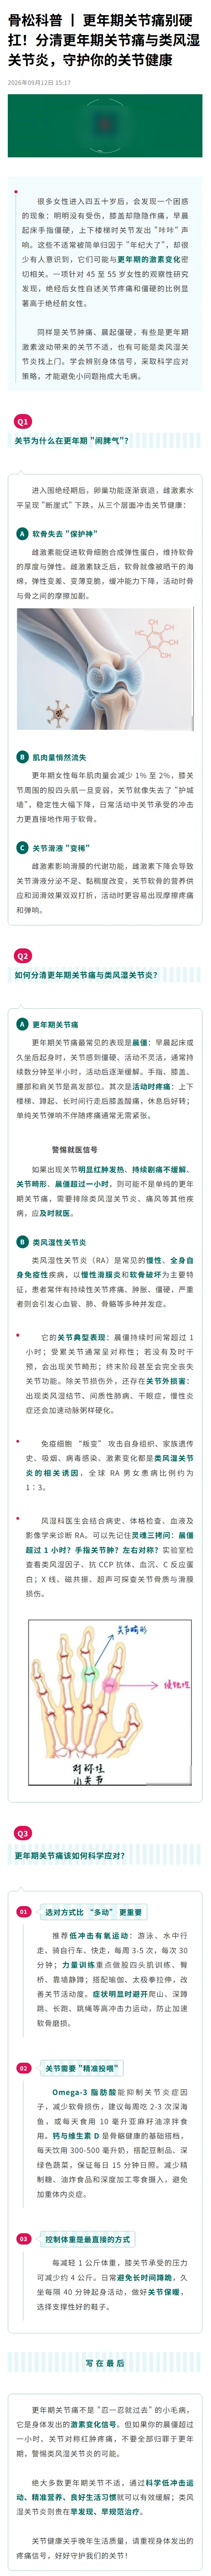 骨松科普 丨 更年期关节痛别硬
扛！分清更年期关节痛与类风湿
关节炎，守护你的关节健康
2026年09月12日 15:17
很多女性进入四五十岁后，会发现一个困惑
的现象：明明没有受伤，膝盖却隐隐作痛，早晨
起床手指僵硬，上下楼梯时关节发出 "咔咔" 声
响。这些不适常被简单归因于 "年纪大了"，却很
少有人意识到，它们可能与更年期的激素变化密
切相关。一项针对 45 至 55 岁女性的观察性研究
发现，绝经后女性自述关节疼痛和僵硬的比例显
著高于绝经前女性。
同样是关节肿痛、晨起僵硬，有些是更年期
激素波动带来的关节不适，也有可能是类风湿关
节炎找上门。学会辨别身体信号，采取科学应对
策略，才能避免小问题拖成大毛病。
Q1
关节为什么在更年期 "闹脾气"？
进入围绝经期后，卵巢功能逐渐衰退，雌激素水
平呈现 "断崖式" 下跌，从三个层面冲击关节健康：
A 软骨失去 "保护神"
雌激素能促进软骨细胞合成弹性蛋白，维持软骨
的厚度与弹性。雌激素缺乏后，软骨就像被晒干的海
绵，弹性变差、变薄变脆，缓冲能力下降，活动时骨
与骨之间的摩擦加剧。
CH
CH
CH
CH
B 肌肉量悄然流失
更年期女性每年肌肉量会减少 1% 至 2%，膝关
节周围的股四头肌一旦变弱，关节就像失去了 "护城
墙"，稳定性大幅下降，日常活动中关节承受的冲击
力更直接地作用于软骨。
C 关节滑液 "变稀"
雌激素影响滑膜的代谢功能，雌激素下降会导致
关节滑液分泌不足、黏稠度改变，关节软骨的营养供
应和润滑效果双双打折，活动时更容易出现摩擦疼痛
和弹响。
Q2
如何分清更年期关节痛与类风湿关节炎？
A 更年期关节痛
更年期关节痛最常见的表现是晨僵：早晨起床或
久坐后起身时，关节感到僵硬、活动不灵活，通常持
续数分钟至半小时，活动后逐渐缓解。手指、膝盖、
腰部和肩关节是高发部位。其次是活动时疼痛：上下
楼梯、蹲起、长时间行走后膝盖酸痛，休息后好转；
单纯关节弹响不伴随疼痛通常无需紧张。
警惕就医信号
如果出现关节明显红肿发热、持续剧痛不缓解、
关节畸形、晨僵超过一小时，则可能不是单纯的更年
期关节痛，需要排除类风湿关节炎、痛风等其他疾
病，应及时就医。
B 类风湿性关节炎
类风湿性关节炎（RA）是常见的慢性、全身自
身免疫性疾病，以慢性滑膜炎和软骨破坏为主要特
征，患者常伴有持续性关节疼痛、肿胀、僵硬，严
重者则会引发心血管、肺、骨骼等多种并发症。
它的关节典型表现：晨僵持续时间常超过 1
小时；受累关节通常呈对称性；若没有及时干
预，会出现关节畸形；终末阶段甚至会完全丧失
关节功能。除关节损伤外，还存在关节外损害：
出现类风湿结节、间质性肺病、干眼症，慢性炎
症还会加速动脉粥样硬化。
免疫细胞 “叛变” 攻击自身组织、家族遗传
史、吸烟、病毒感染、激素变化都是类风湿关节
炎的相关诱因，全球 RA 男女患病比例约为
1：3。
风湿科医生会结合病史、体格检查、血液及
影像学来诊断 RA。可以先记住灵魂三拷问：晨僵
超过 1 小时？手指关节肿？左右对称？实验室检
查看类风湿因子、抗 CCP 抗体、血沉、C 反应蛋
白；X 线、磁共振、超声可探查关节骨质与滑膜
损伤。
关节畸形
侵蚀性
对称性
小关节
Q3
更年期关节痛该如何科学应对？
01 选对方式比 “多动” 更重要
推荐低冲击有氧运动：游泳、水中行
走、骑自行车、快走，每周 3-5 次，每次 30
分钟；力量训练重点做股四头肌训练、臀
桥、靠墙静蹲；搭配瑜伽、太极拳拉伸，改
善关节活动度。症状明显时避开爬山、深蹲
跳、长跑、跳绳等高冲击力运动，防止加速
软骨磨损。
02 关节需要 "精准投喂"
Omega-3 脂肪酸能抑制关节炎症因
子，减少软骨损伤，建议每周吃 2-3 次深海
鱼，或每天食用 10 毫升亚麻籽油凉拌食
用。钙与维生素 D 是骨骼健康的基础搭档，
每天饮用 300-500 毫升奶，搭配豆制品、深
绿色蔬菜，保证每日 15 分钟日照。减少精
制糖、油炸食品和深度加工零食摄入，避免
加重体内炎症。
03 控制体重是最直接的方式
每减轻 1 公斤体重，膝关节承受的压力
可减少约 4 公斤。日常避免长时间蹲跪，久
坐每隔 40 分钟起身活动，做好关节保暖，
选择支撑性好的鞋子。
写在最后
更年期关节痛不是 "忍一忍就过去" 的小毛病，
它是身体发出的激素变化信号。但如果你的晨僵超过
一小时、关节对称红肿疼痛，不要全部归罪于更年
期，警惕类风湿关节炎的可能。
绝大多数更年期关节不适，通过科学低冲击运
动、精准营养、良好生活习惯就可以有效缓解；类风
湿关节炎则贵在早发现、早规范治疗。
关节健康关乎晚年生活质量，请重视身体发出的
疼痛信号，好好守护我们的关节！